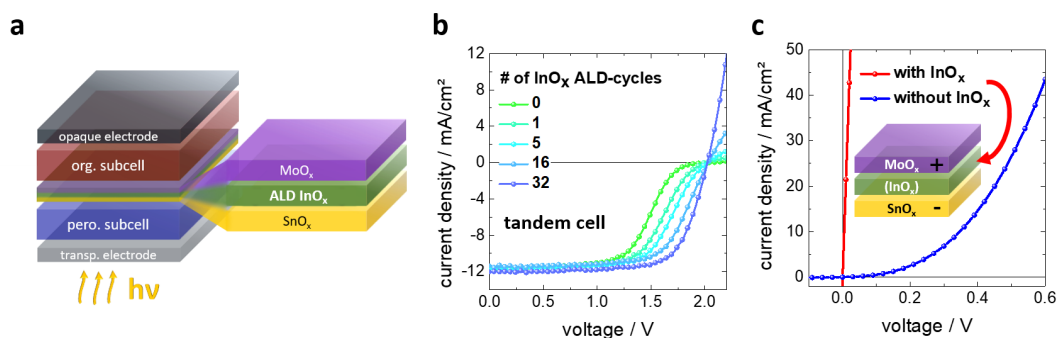 a
opaque electrode
org. subcell
pero. subcell
transp. electrode
hν
MoOₓ
ALD InOₓ
SnOₓ
b
current density / mA/cm²
12
8
4
0
-4
-8
-12
# of InOₓ ALD-cycles
0
1
5
16
32
tandem cell
0.0
0.5
1.0
1.5
2.0
voltage / V
c
current density / mA/cm²
50
40
30
20
10
0
with InOₓ
without InOₓ
MoOₓ +
(InOₓ)
SnOₓ -
0.0
0.2
0.4
0.6
voltage / V